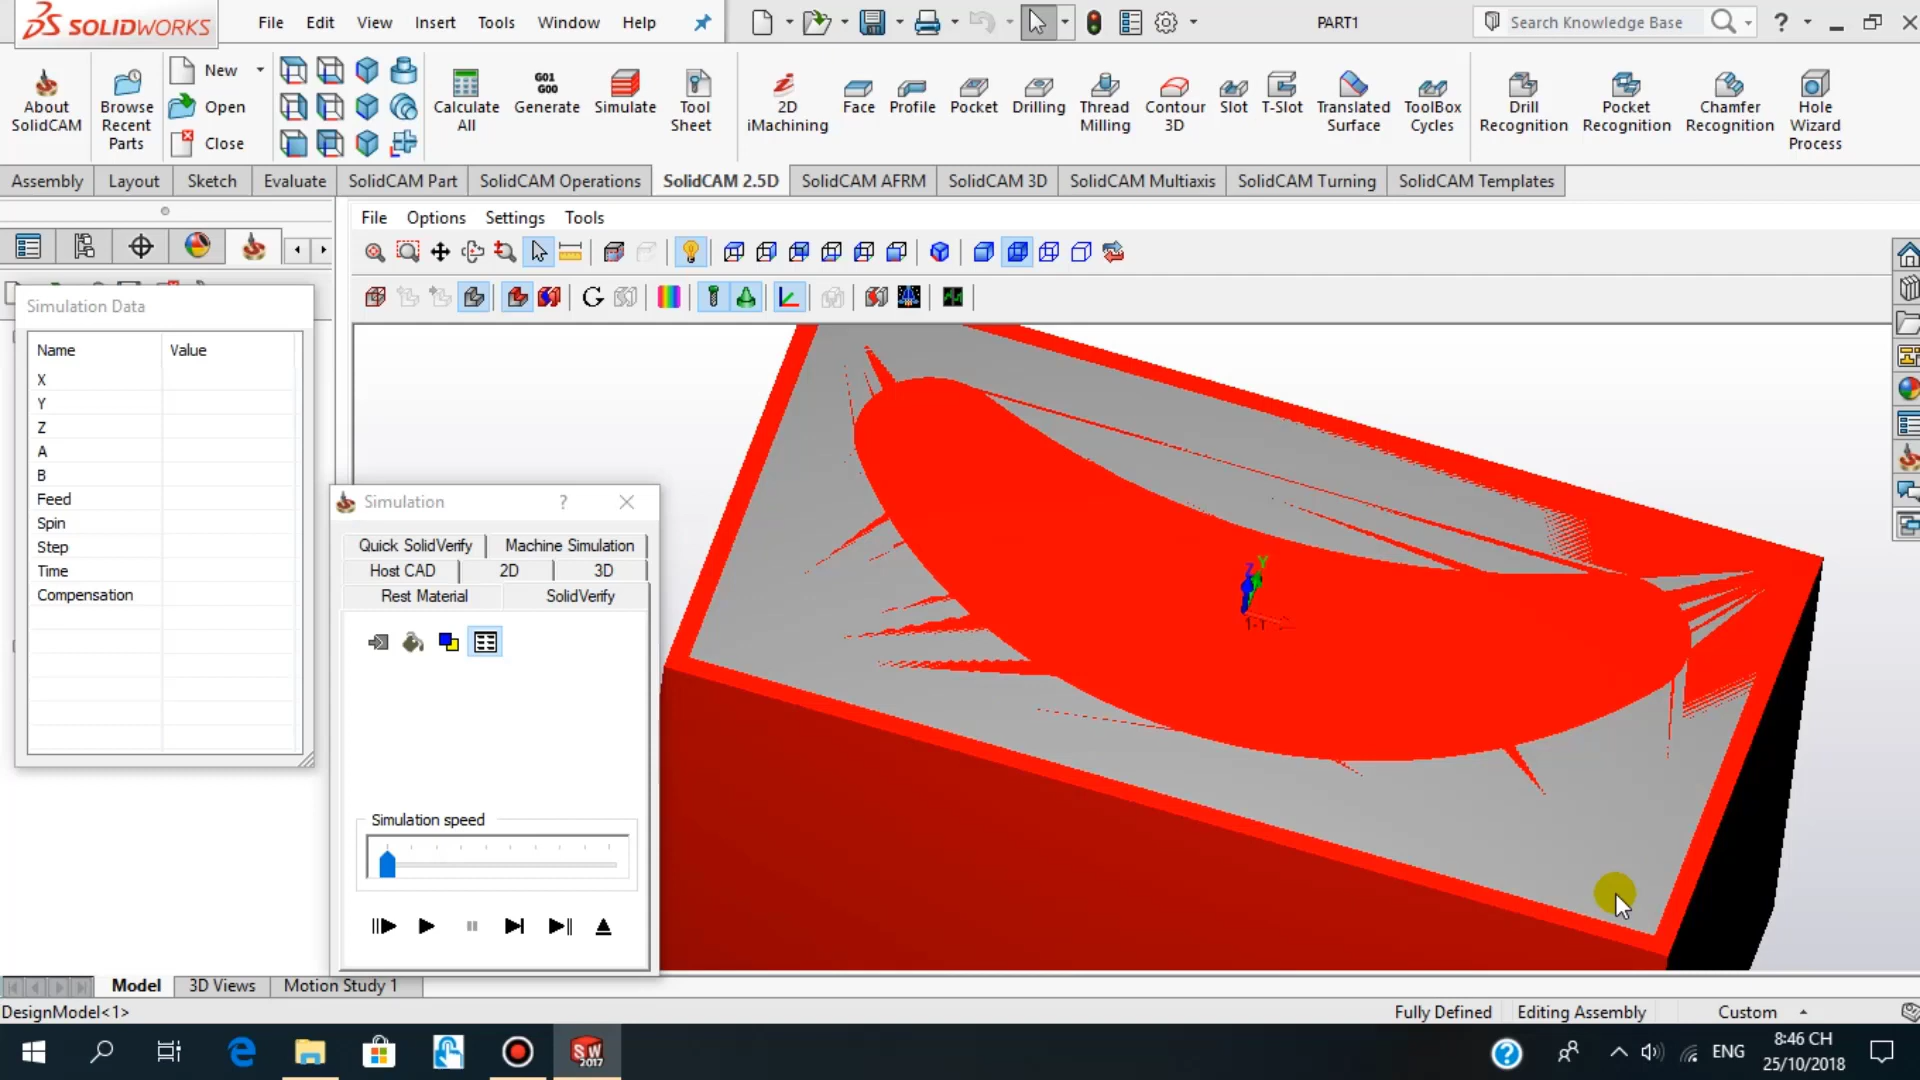 SOLIDWORKS
File Edit View Insert Tools Window Help
PART1
Search Knowledge Base
?
About SolidCAM
Browse Recent Parts
New
Open
Close
Calculate All
G01 G00
Generate
Simulate
Tool Sheet
2D iMachining
Face
Profile
Pocket
Drilling
Thread Milling
Contour 3D
Slot
T-Slot
Translated Surface
ToolBox Cycles
Drill Recognition
Pocket Recognition
Chamfer Recognition
Hole Wizard Process
Assembly Layout Sketch Evaluate SolidCAM Part SolidCAM Operations SolidCAM 2.5D SolidCAM AFRM SolidCAM 3D SolidCAM Multiaxis SolidCAM Turning SolidCAM Templates
File Options Settings Tools
Simulation Data
Name Value
X
Y
Z
A
B
Feed
Spin
Step
Time
Compensation
Simulation ?
Quick SolidVerify Machine Simulation
Host CAD 2D 3D
Rest Material SolidVerify
Simulation speed
Z Y
1-1
Model 3D Views Motion Study 1
DesignModel<1>
Fully Defined Editing Assembly Custom
SW 2017
ENG
8:46 CH
25/10/2018